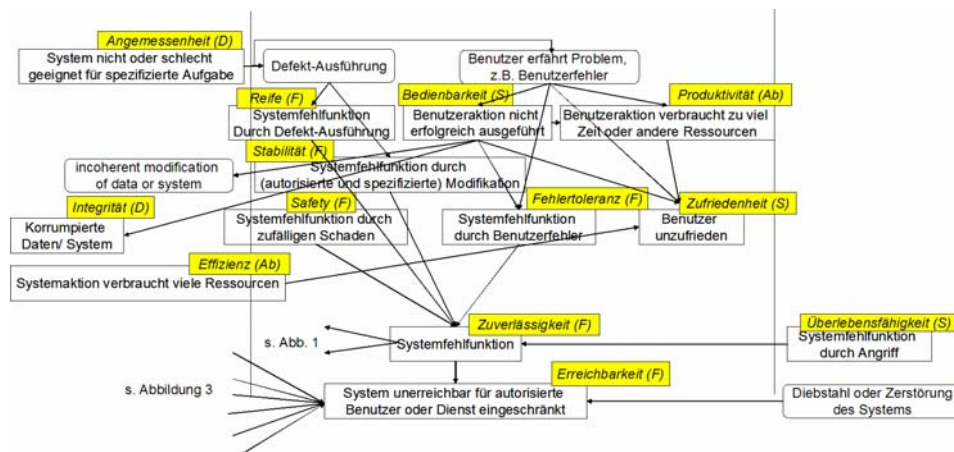 Angemessenheit (D)
System nicht oder schlecht
geeignet für spezifizierte Aufgabe
Defekt-Ausführung
Benutzer erfährt Problem,
z.B. Benutzerfehler
Reife (F)
Systemfehlfunktion
Durch Defekt-Ausführung
Bedienbarkeit (S)
Benutzeraktion nicht
erfolgreich ausgeführt
Produktivität (Ab)
Benutzeraktion verbraucht zu viel
Zeit oder andere Ressourcen
incoherent modification
of data or system
Stabilität (F)
Systemfehlfunktion durch
(autorisierte und spezifizierte) Modifikation
Integrität (D)
Korrumpierte
Daten/ System
Safety (F)
Systemfehlfunktion durch
zufälligen Schaden
Fehlertoleranz (F)
Systemfehlfunktion
durch Benutzerfehler
Zufriedenheit (S)
Benutzer
unzufrieden
Effizienz (Ab)
Systemaktion verbraucht viele Ressourcen
s. Abb. 1
Zuverlässigkeit (F)
Systemfehlfunktion
Überlebensfähigkeit (S)
Systemfehlfunktion
durch Angriff
s. Abbildung 3
Erreichbarkeit (F)
System unerreichbar für autorisierte
Benutzer oder Dienst eingeschränkt
Diebstahl oder Zerstörung
des Systems